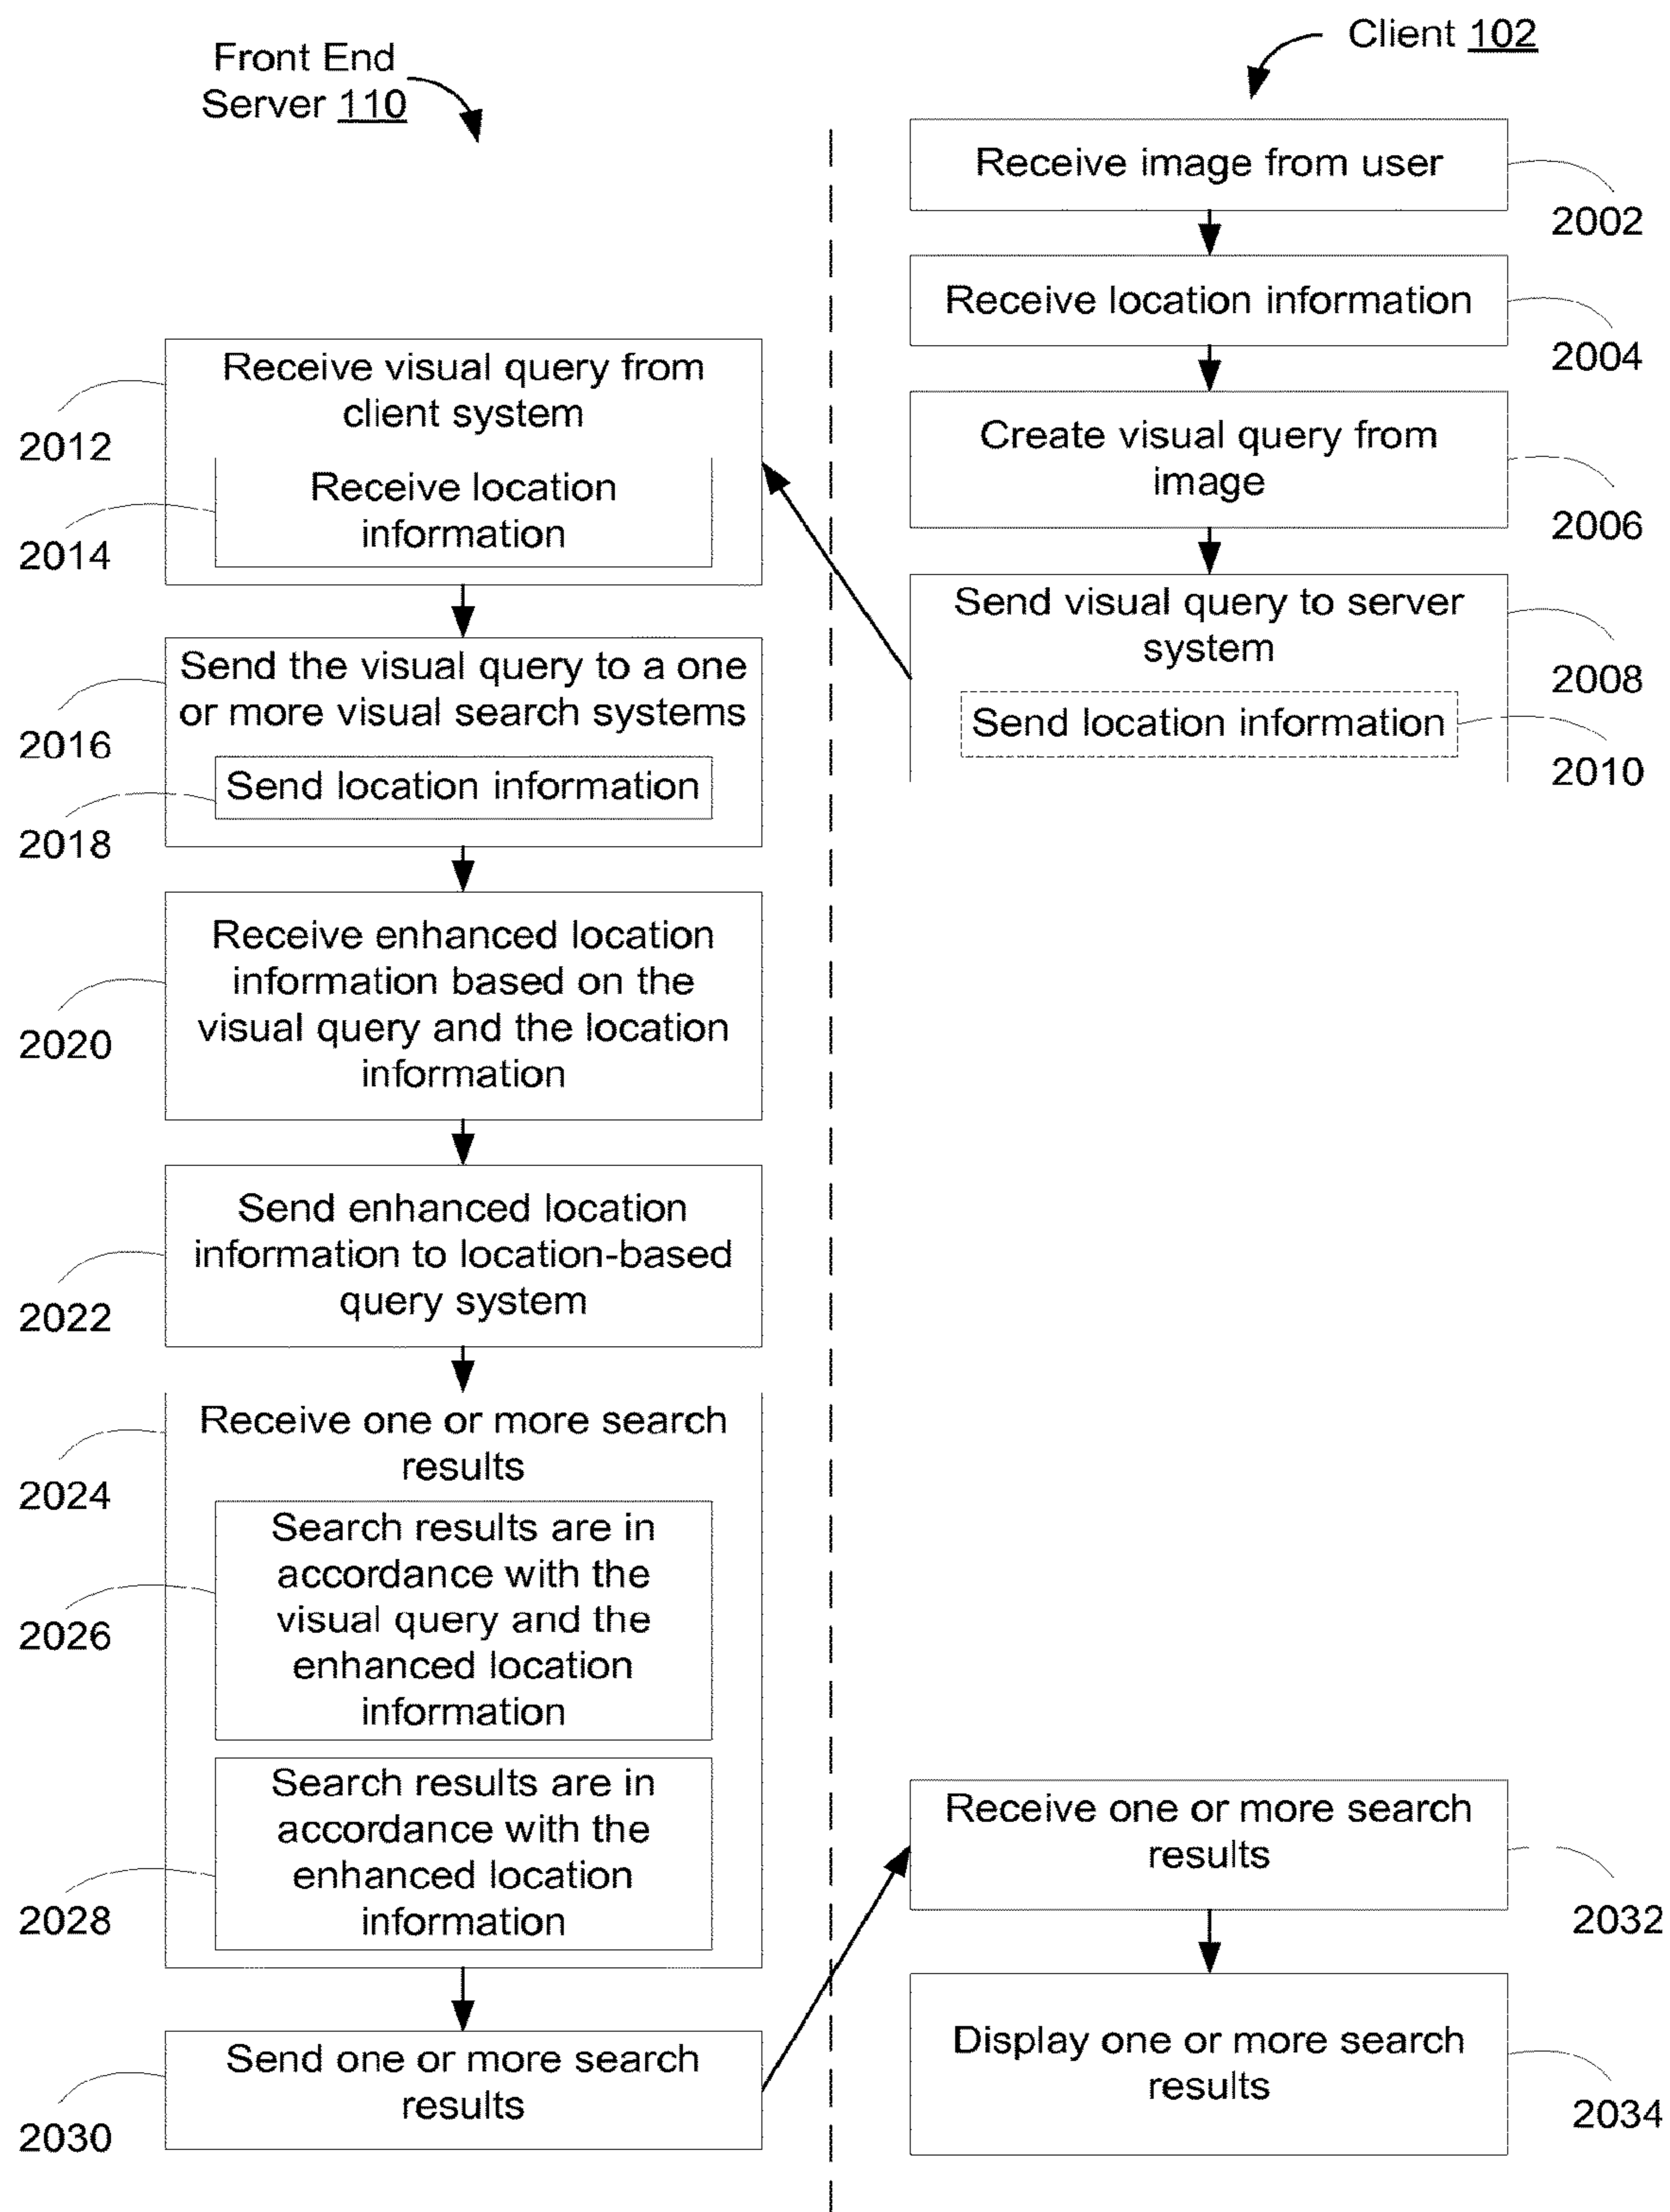 Front End
Server 110
Client 102
Receive image from user
2002
Receive location information
2004
Create visual query from
image
2006
Send visual query to server
system
2008
Send location information
2010
Receive visual query from
client system
2012
Receive location
information
2014
Send the visual query to a one
or more visual search systems
2016
Send location information
2018
Receive enhanced location
information based on the
visual query and the location
information
2020
Send enhanced location
information to location-based
query system
2022
Receive one or more search
results
2024
Search results are in
accordance with the
visual query and the
enhanced location
information
2026
Search results are in
accordance with the
enhanced location
information
2028
Send one or more search
results
2030
Receive one or more search
results
2032
Display one or more search
results
2034